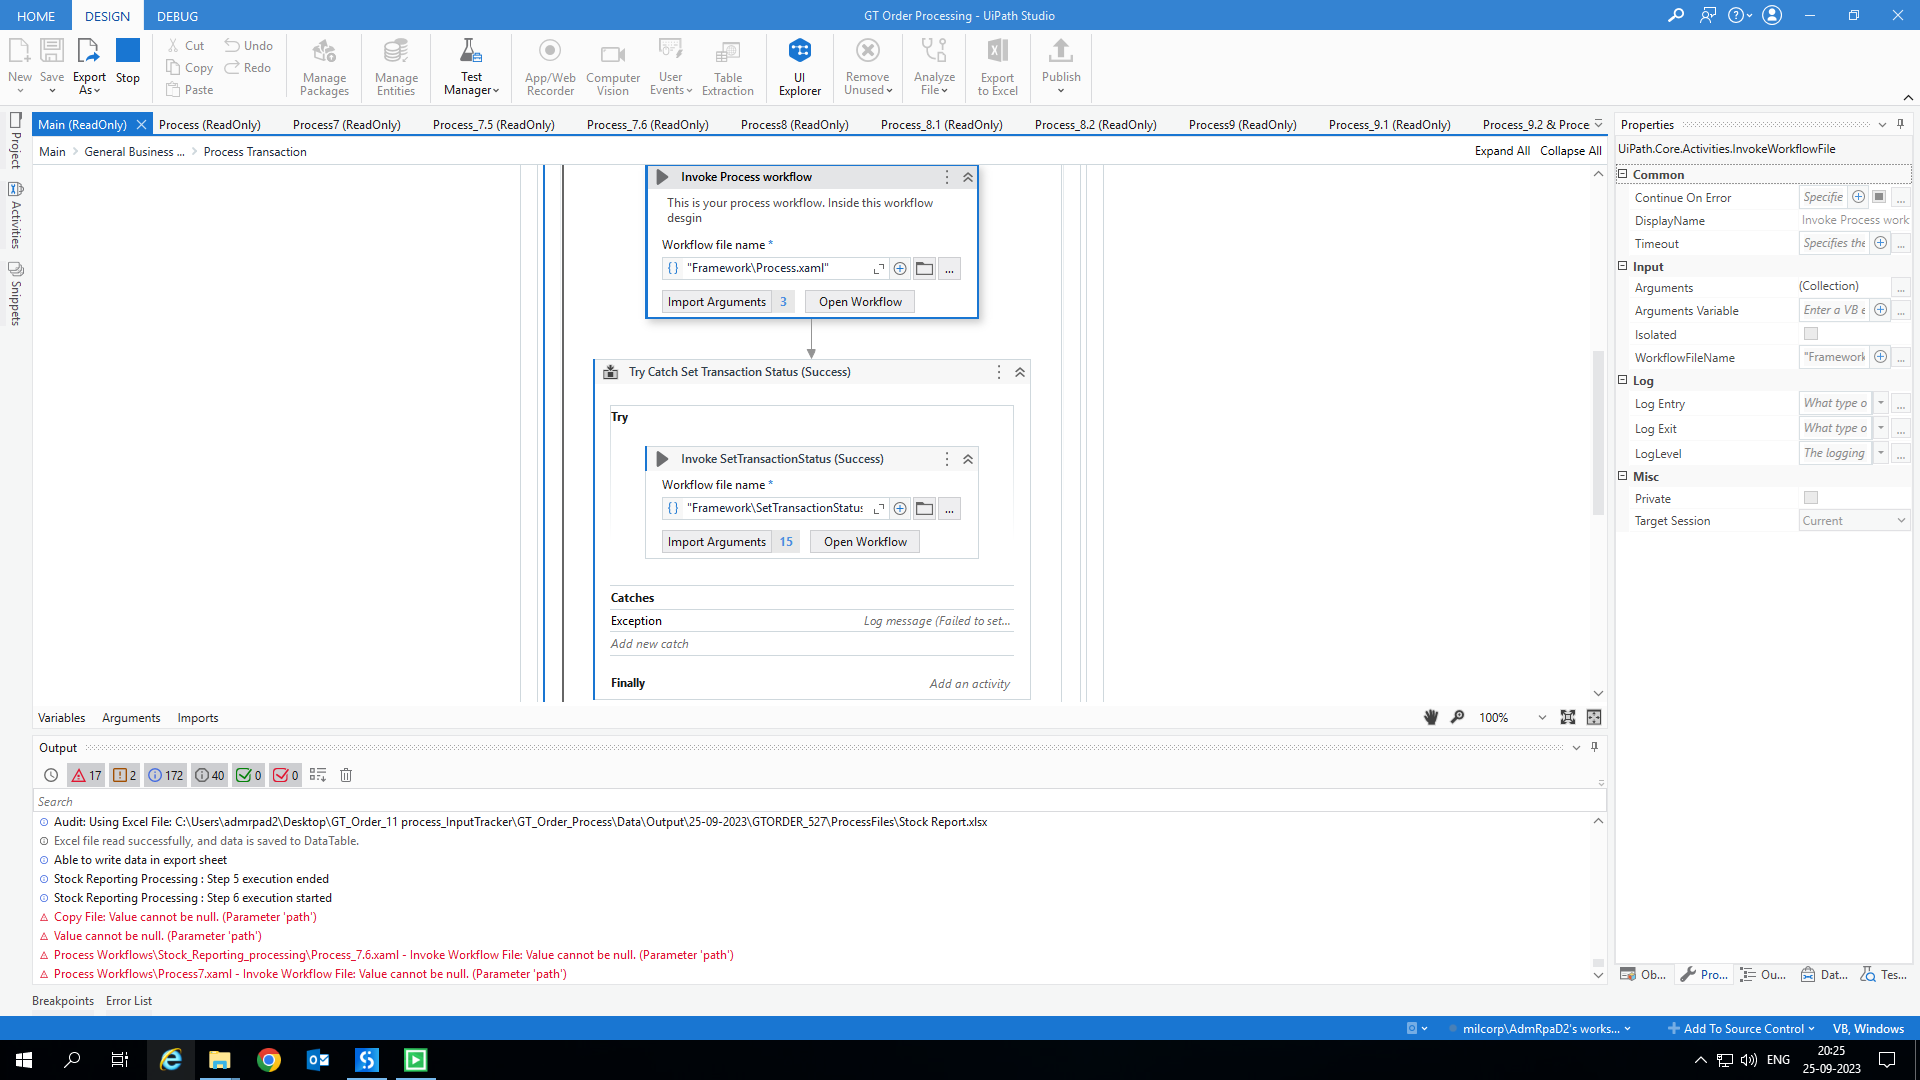 HOME DESIGN DEBUG GT Order Processing - UiPath Studio
New Save Export As Stop
Cut Copy Paste Undo Redo
Manage Packages
Manage Entities
Test Manager
App/Web Recorder
Computer Vision
User Events
Table Extraction
UI Explorer
Remove Unused
Analyze File
Export to Excel
Publish
Main (ReadOnly) Process (ReadOnly) Process7 (ReadOnly) Process_7.5 (ReadOnly) Process_7.6 (ReadOnly) Process8 (ReadOnly) Process_8.1 (ReadOnly) Process_8.2 (ReadOnly) Process9 (ReadOnly) Process_9.1 (ReadOnly) Process_9.2 & Proce
Main General Business ... Process Transaction Expand All Collapse All
Project
Activities
Snippets
Invoke Process workflow
This is your process workflow. Inside this workflow
desgin
Workflow file name *
"Framework\Process.xaml" ...
Import Arguments 3 Open Workflow
Try Catch Set Transaction Status (Success)
Try
Invoke SetTransactionStatus (Success)
Workflow file name *
"Framework\SetTransactionStatus ...
Import Arguments 15 Open Workflow
Catches
Exception Log message (Failed to set...
Add new catch
Finally Add an activity
Variables Arguments Imports 100%
Output
17 2 172 40 0 0
Search
Audit: Using Excel File: C:\Users\admrpad2\Desktop\GT_Order_11 process_InputTracker\GT_Order_Process\Data\Output\25-09-2023\GTORDER_527\ProcessFiles\Stock Report.xlsx
Excel file read successfully, and data is saved to DataTable.
Able to write data in export sheet
Stock Reporting Processing : Step 5 execution ended
Stock Reporting Processing : Step 6 execution started
Copy File: Value cannot be null. (Parameter 'path')
Value cannot be null. (Parameter 'path')
Process Workflows\Stock_Reporting_processing\Process_7.6.xaml - Invoke Workflow File: Value cannot be null. (Parameter 'path')
Process Workflows\Process7.xaml - Invoke Workflow File: Value cannot be null. (Parameter 'path')
Breakpoints Error List
Properties
UiPath.Core.Activities.InvokeWorkflowFile
Common
Continue On Error Specifie ...
DisplayName Invoke Process work
Timeout Specifies the ...
Input
Arguments (Collection) ...
Arguments Variable Enter a VB e ...
Isolated
WorkflowFileName "Framework ...
Log
Log Entry What type o ...
Log Exit What type o ...
LogLevel The logging ...
Misc
Private
Target Session Current
Ob... Pro... Ou... Dat... Tes...
milcorp\AdmRpaD2's works... Add To Source Control VB, Windows
ENG 20:25
25-09-2023